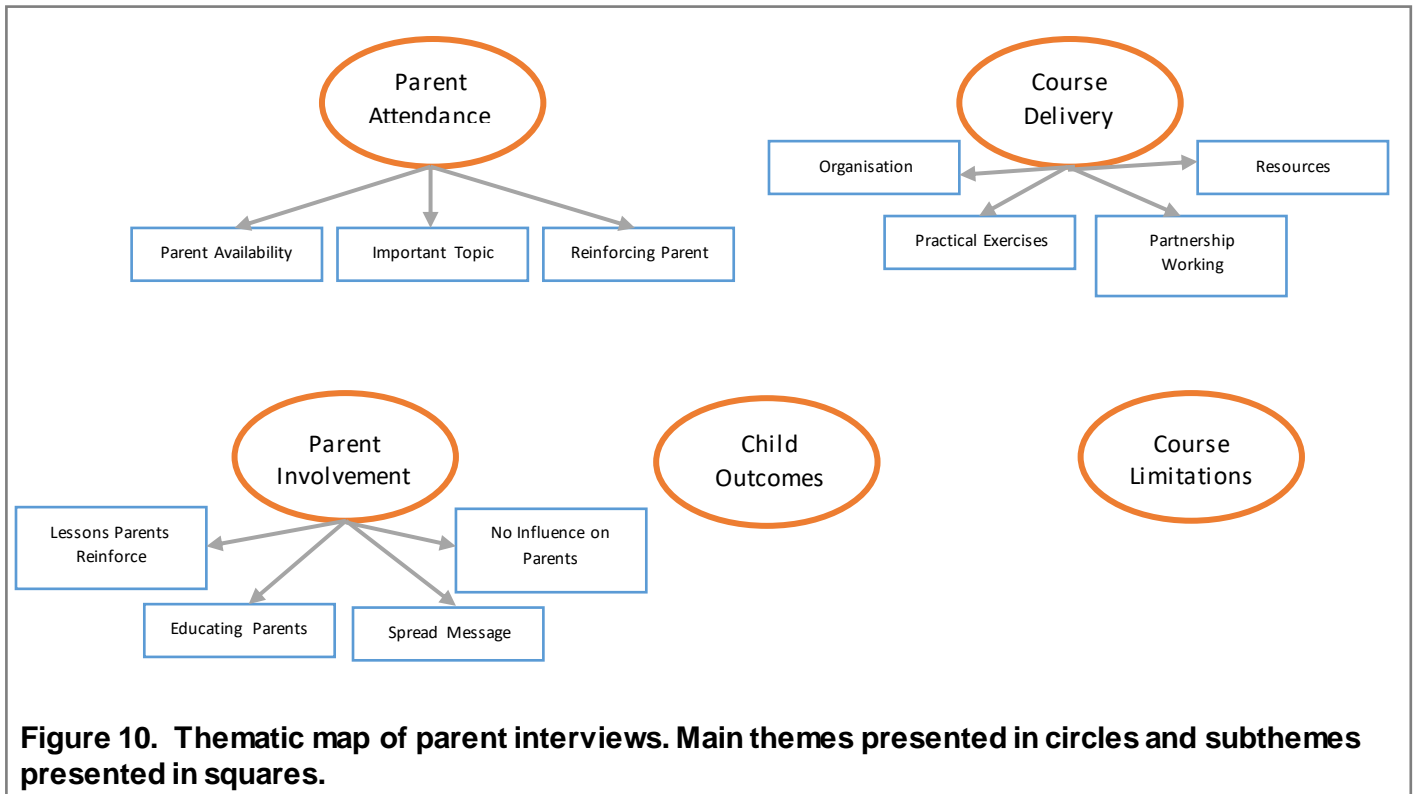 Parent
Attendance
Course
Delivery
Organisation
Resources
Parent Availability
Important Topic
Reinforcing Parent
Practical Exercises
Partnership
Working
Parent
Involvement
Child
Outcomes
Course
Limitations
Lessons Parents
Reinforce
No Influence on
Parents
Educating Parents
Spread Message
Figure 10. Thematic map of parent interviews. Main themes presented in circles and subthemes
presented in squares.